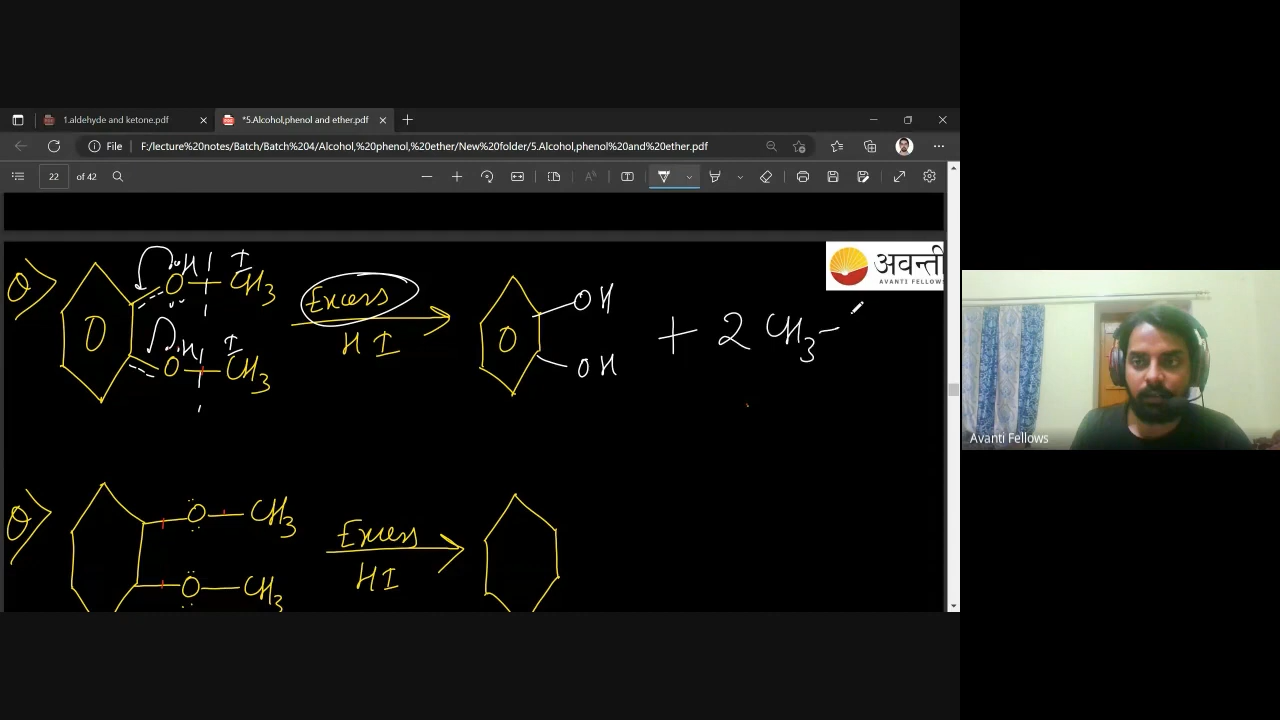 1.aldehyde and ketone.pdf
*5.Alcohol,phenol and ether.pdf
File
F:/lecture%20notes/Batch/Batch%204/Alcohol,%20phenol,%20ether/New%20folder/5.Alcohol,phenol%20and%20ether.pdf
22 of 42
अवन्ती
AVANTI FELLOWS
Q> O O H CH3 I
O H CH3 I
Excess
HI
O OH
OH
+ 2 CH3-
Q> O CH3
O CH3
Excess
HI
Avanti Fellows